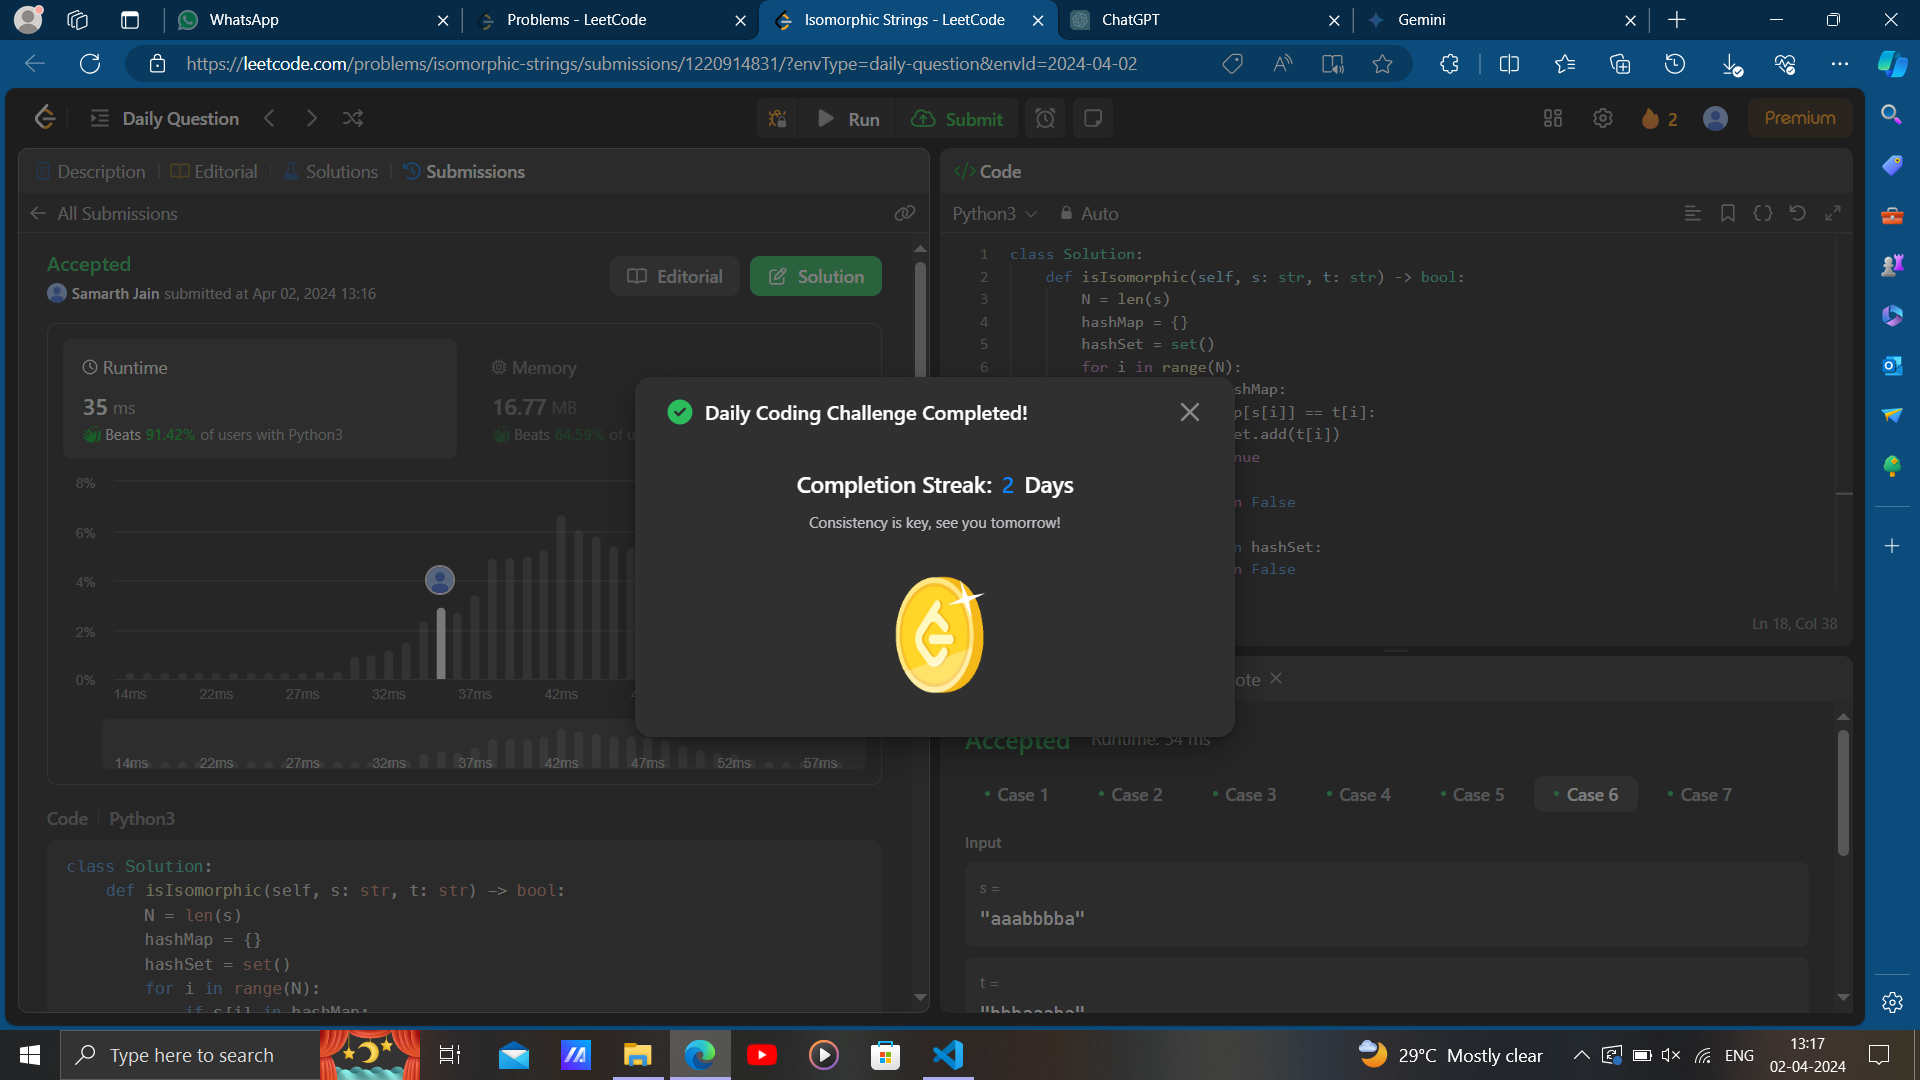 WhatsApp
Problems - LeetCode
Isomorphic Strings - LeetCode
ChatGPT
Gemini
https://leetcode.com/problems/isomorphic-strings/submissions/1220914831/?envType=daily-question&envId=2024-04-02
Daily Question
Run
Submit
2
Premium
Description
Editorial
Solutions
Submissions
All Submissions
Accepted
Samarth Jain submitted at Apr 02, 2024 13:16
Editorial
Solution
Runtime
35 ms
Beats 91.42% of users with Python3
Memory
16.77 MB
Beats 64.59% of u
8%
6%
4%
2%
0%
14ms 22ms 27ms 32ms 37ms 42ms
14ms 22ms 27ms 32ms 37ms 42ms 47ms 52ms 57ms
Code Python3
class Solution:
def isIsomorphic(self, s: str, t: str) -> bool:
N = len(s)
hashMap = {}
hashSet = set()
for i in range(N):
if s[i] in hashMap:
Daily Coding Challenge Completed!
Completion Streak: 2 Days
Consistency is key, see you tomorrow!
</> Code
Python3
Auto
1 class Solution:
2 def isIsomorphic(self, s: str, t: str) -> bool:
3 N = len(s)
4 hashMap = {}
5 hashSet = set()
6 for i in range(N):
shMap:
p[s[i]] == t[i]:
et.add(t[i])
nue
n False
n hashSet:
n False
Ln 18, Col 38
ote
Accepted Runtime: 54 ms
Case 1 Case 2 Case 3 Case 4 Case 5 Case 6 Case 7
Input
s =
"aaabbbba"
t =
Type here to search
29°C Mostly clear
ENG
13:17
02-04-2024